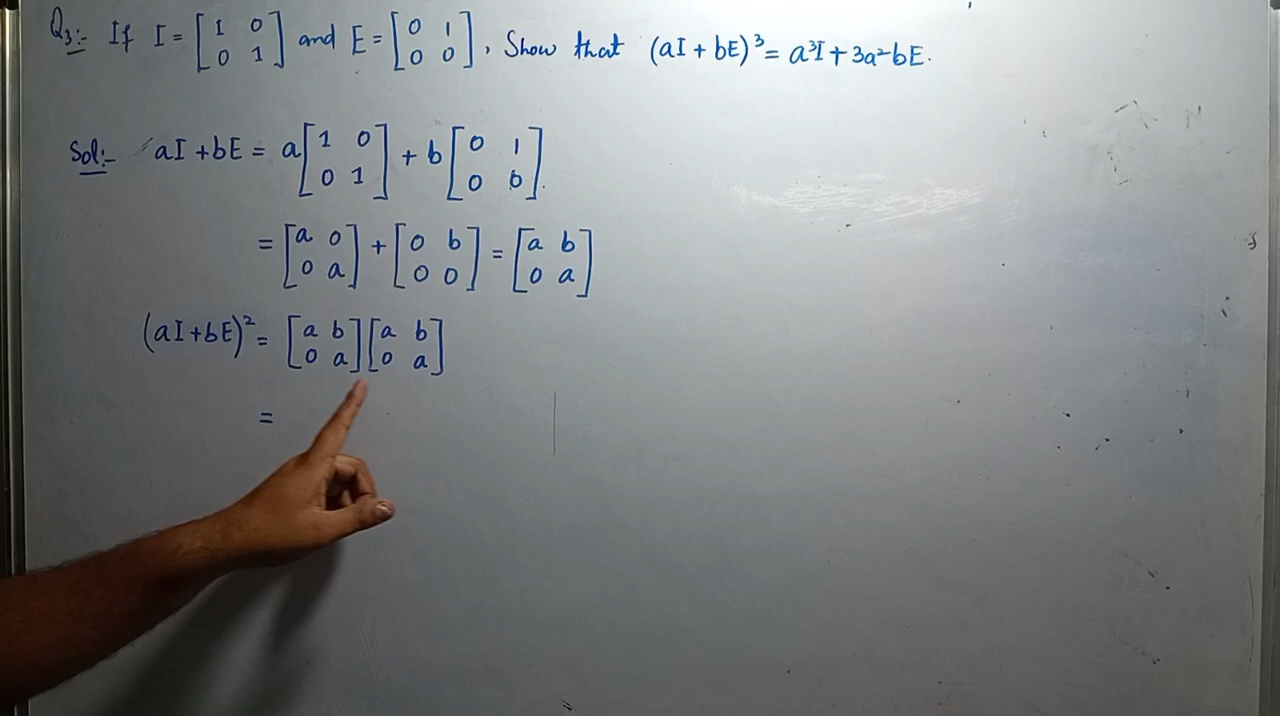 Q3:- If I = [1 0 0 1] and E = [0 1 0 0], Show that (aI + bE)³ = a³I + 3a²bE.
Sol:- aI + bE = a[1 0 0 1] + b[0 1 0 0].
= [a 0 0 a] + [0 b 0 0] = [a b 0 a]
(aI + bE)² = [a b 0 a][a b 0 a]
=